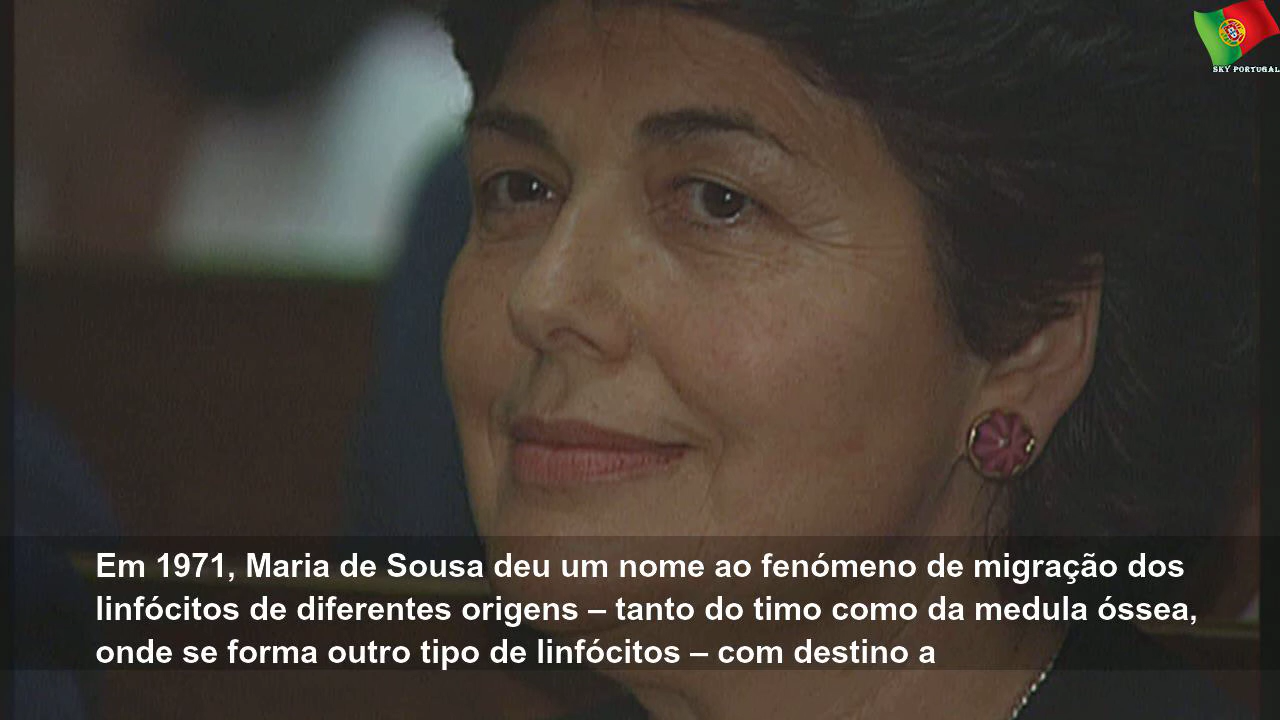 SKY PORTUGAL
Em 1971, Maria de Sousa deu um nome ao fenómeno de migração dos
linfócitos de diferentes origens – tanto do timo como da medula óssea,
onde se forma outro tipo de linfócitos – com destino a